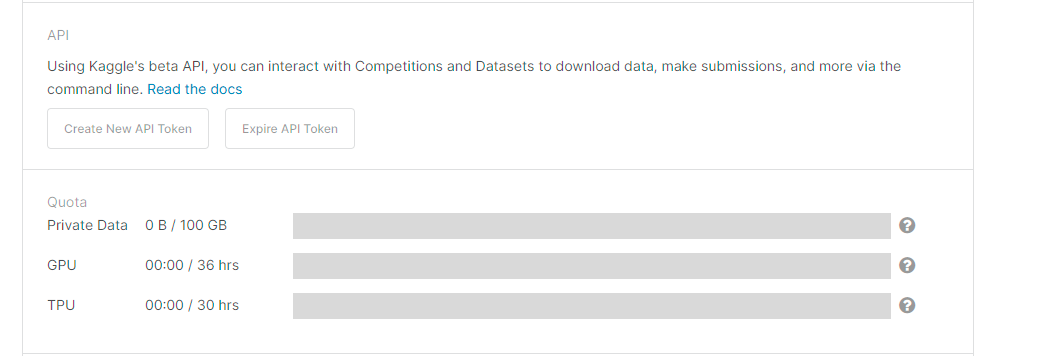 API
Using Kaggle's beta API, you can interact with Competitions and Datasets to download data, make submissions, and more via the
command line. Read the docs
Create New API Token Expire API Token
Quota
Private Data 0 B / 100 GB ?
GPU 00:00 / 36 hrs ?
TPU 00:00 / 30 hrs ?